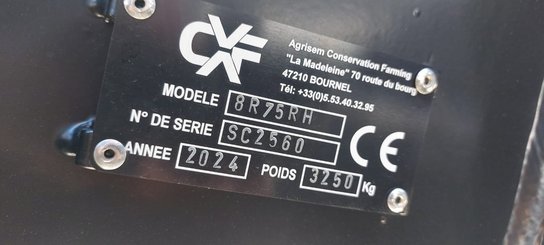 CXF
Agrisem Conservation Farming
"La Madeleine" 70 route du bourg
47210 BOURNEL
Tél: +33(0)5.53.40.32.95
MODELE 8R75RH
N° DE SERIE SC2560
ANNEE 2024 POIDS 3250 Kg
CE